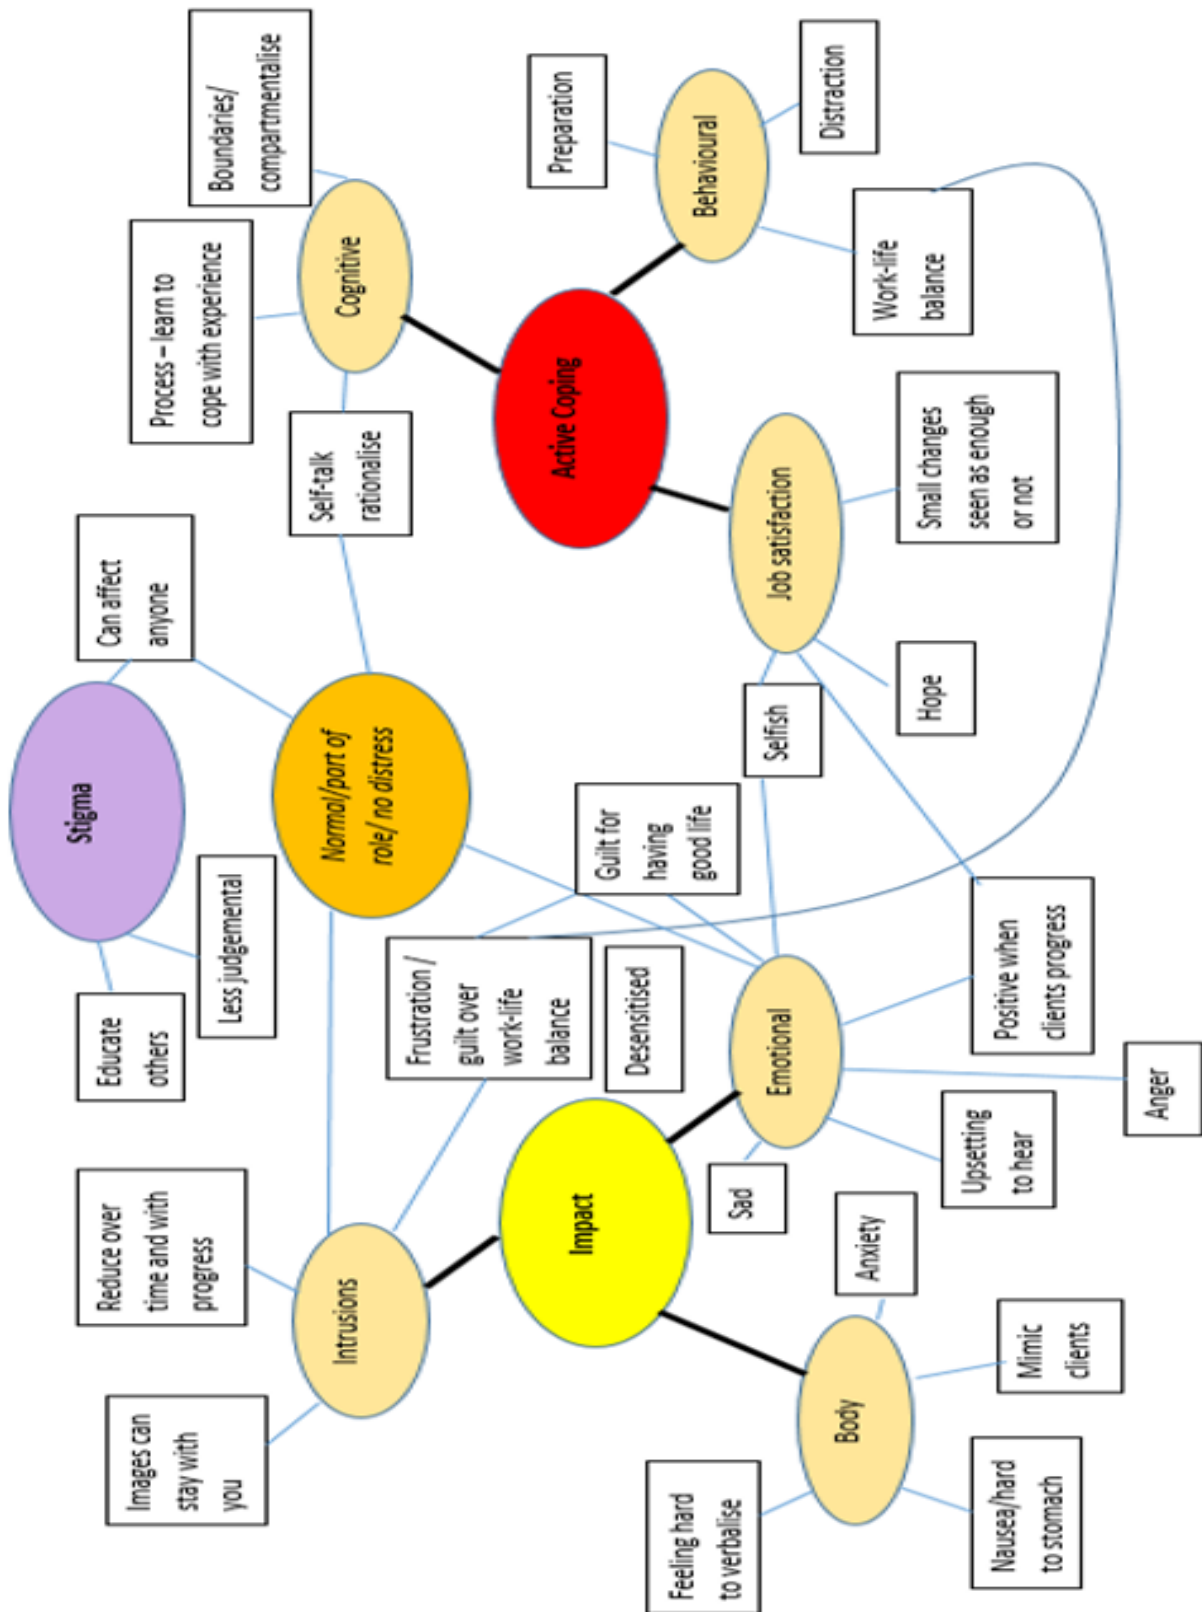 Images can
stay with
you
Reduce over
time and with
progress
Educate
others
Less judgemental
Stigma
Can affect
anyone
Process – learn to
cope with experience
Boundaries/
compartmentalise
Intrusions
Normal/part of
role/ no distress
Self-talk
rationalise
Cognitive
Frustration /
guilt over
work-life
balance
Guilt for
having
good life
Desensitised
Impact
Active Coping
Preparation
Feeling hard
to verbalise
Sad
Emotional
Selfish
Job satisfaction
Behavioural
Distraction
Body
Anxiety
Work-life
balance
Nausea/hard
to stomach
Mimic
clients
Upsetting
to hear
Positive when
clients progress
Hope
Small changes
seen as enough
or not
Anger